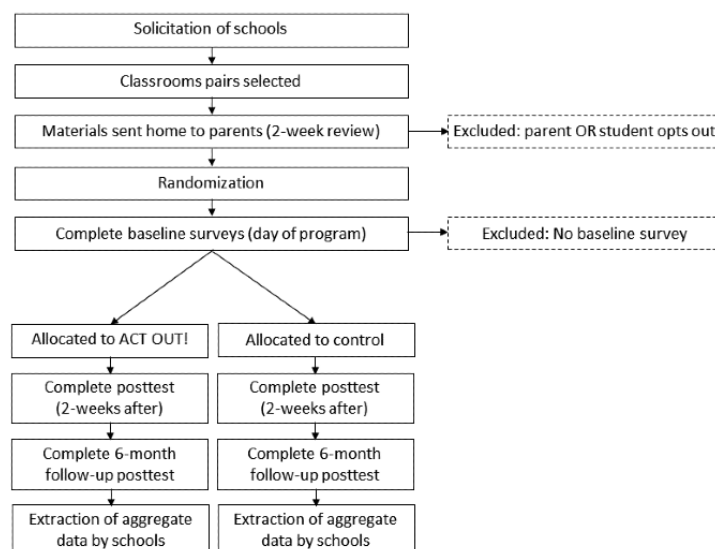 Solicitation of schools
Classrooms pairs selected
Materials sent home to parents (2-week review)
Excluded: parent OR student opts out
Randomization
Complete baseline surveys (day of program)
Excluded: No baseline survey
Allocated to ACT OUT!
Allocated to control
Complete posttest
(2-weeks after)
Complete posttest
(2-weeks after)
Complete 6-month
follow-up posttest
Complete 6-month
follow-up posttest
Extraction of aggregate
data by schools
Extraction of aggregate
data by schools